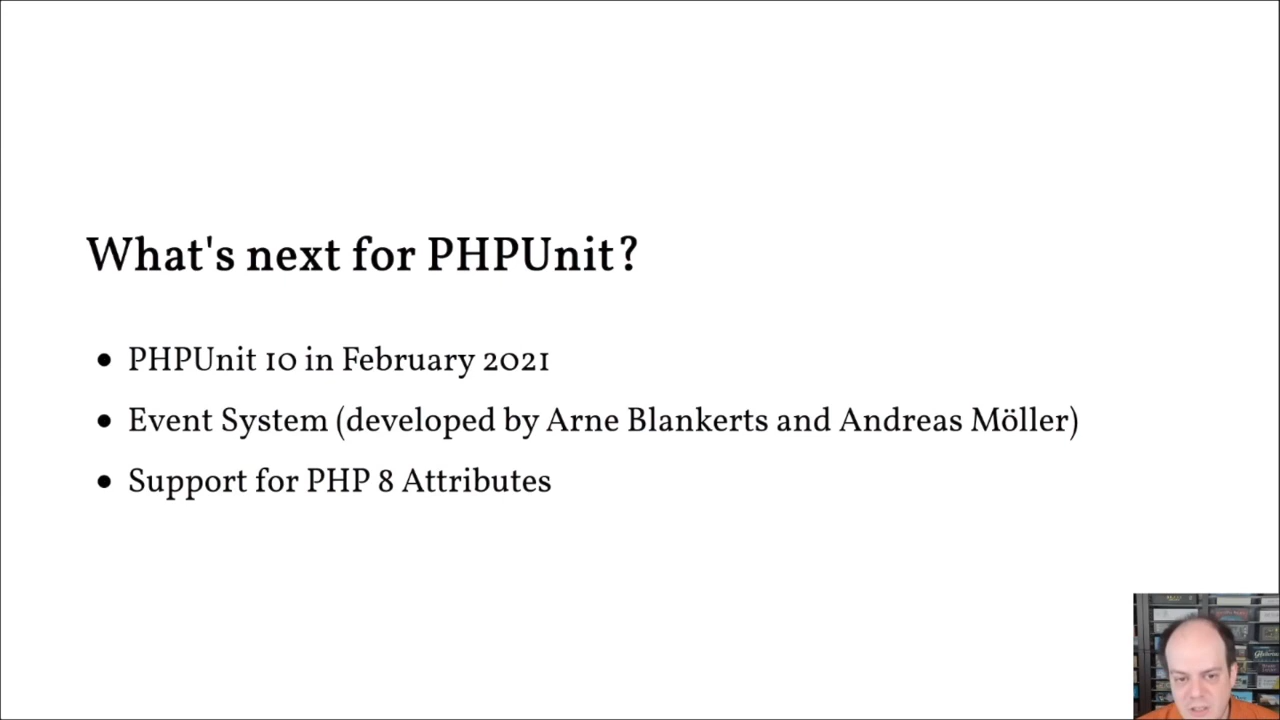 What's next for PHPUnit?
PHPUnit 10 in February 2021
Event System (developed by Arne Blankerts and Andreas Möller)
Support for PHP 8 Attributes